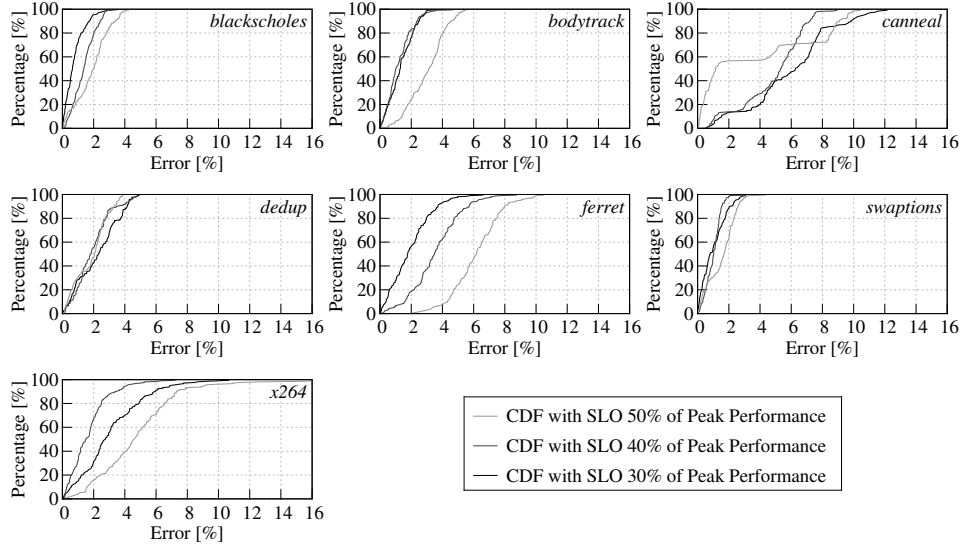 blackscholes
Percentage [%]
100
80
60
40
20
0
0 2 4 6 8 10 12 14 16
Error [%]
bodytrack
Percentage [%]
100
80
60
40
20
0
0 2 4 6 8 10 12 14 16
Error [%]
canneal
Percentage [%]
100
80
60
40
20
0
0 2 4 6 8 10 12 14 16
Error [%]
dedup
Percentage [%]
100
80
60
40
20
0
0 2 4 6 8 10 12 14 16
Error [%]
ferret
Percentage [%]
100
80
60
40
20
0
0 2 4 6 8 10 12 14 16
Error [%]
swaptions
Percentage [%]
100
80
60
40
20
0
0 2 4 6 8 10 12 14 16
Error [%]
x264
Percentage [%]
100
80
60
40
20
0
0 2 4 6 8 10 12 14 16
Error [%]
CDF with SLO 50% of Peak Performance
CDF with SLO 40% of Peak Performance
CDF with SLO 30% of Peak Performance